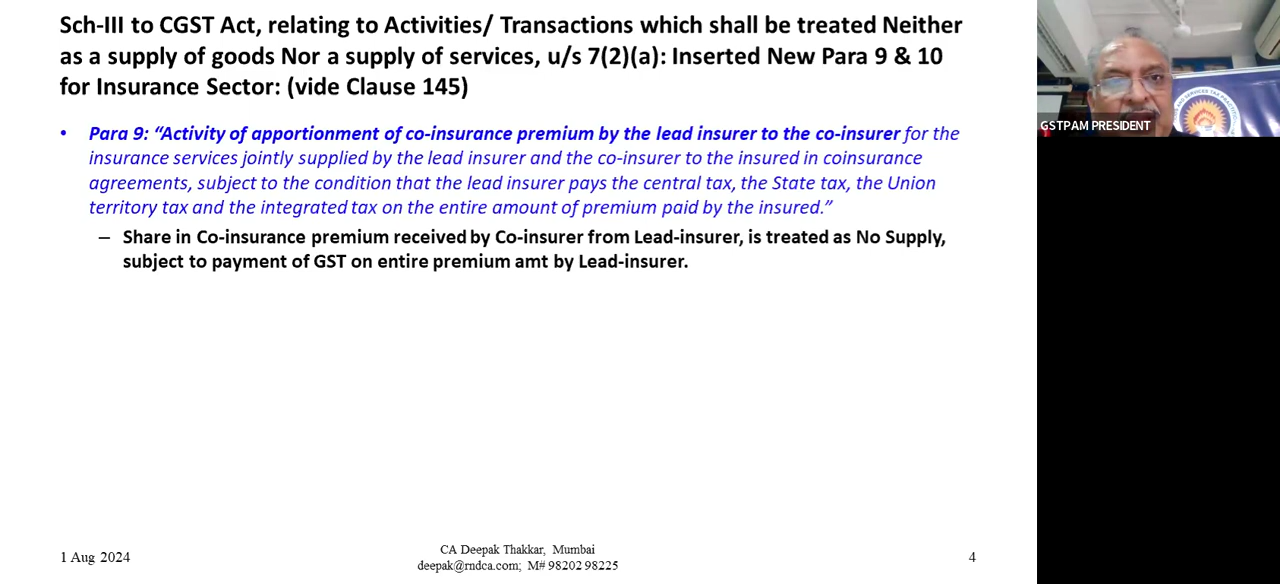 Sch-III to CGST Act, relating to Activities/ Transactions which shall be treated Neither
as a supply of goods Nor a supply of services, u/s 7(2)(a): Inserted New Para 9 & 10
for Insurance Sector: (vide Clause 145)
• Para 9: “Activity of apportionment of co-insurance premium by the lead insurer to the co-insurer for the
insurance services jointly supplied by the lead insurer and the co-insurer to the insured in coinsurance
agreements, subject to the condition that the lead insurer pays the central tax, the State tax, the Union
territory tax and the integrated tax on the entire amount of premium paid by the insured.”
– Share in Co-insurance premium received by Co-insurer from Lead-insurer, is treated as No Supply,
subject to payment of GST on entire premium amt by Lead-insurer.
1 Aug 2024
CA Deepak Thakkar, Mumbai
deepak@rndca.com; M# 98202 98225
4
GSTPAM PRESIDENT